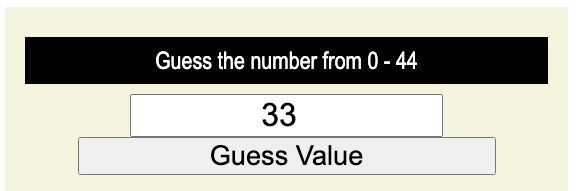 Guess the number from 0 - 44
33
Guess Value